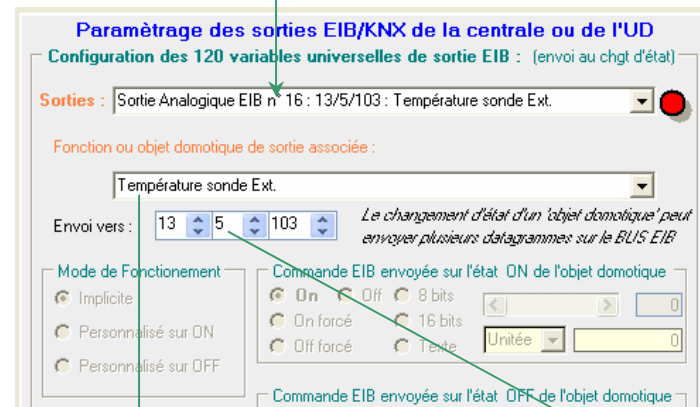 Paramètrage des sorties EIB/KNX de la centrale ou de l'UD
Configuration des 120 variables universelles de sortie EIB : (envoi au chgt d'état)
Sorties : Sortie Analogique EIB n° 16 : 13/5/103 : Température sonde Ext.
Fonction ou objet domotique de sortie associée :
Température sonde Ext.
Envoi vers : 13 5 103
Le changement d'état d'un 'objet domotique' peut
envoyer plusieurs datagrammes sur le BUS EIB
Mode de Fonctionement
Implicite
Personnalisé sur ON
Personnalisé sur OFF
Commande EIB envoyée sur l'état ON de l'objet domotique
On Off 8 bits 0
On forcé 16 bits
Off forcé Texte Unitée 0
Commande EIB envoyée sur l'état OFF de l'objet domotique